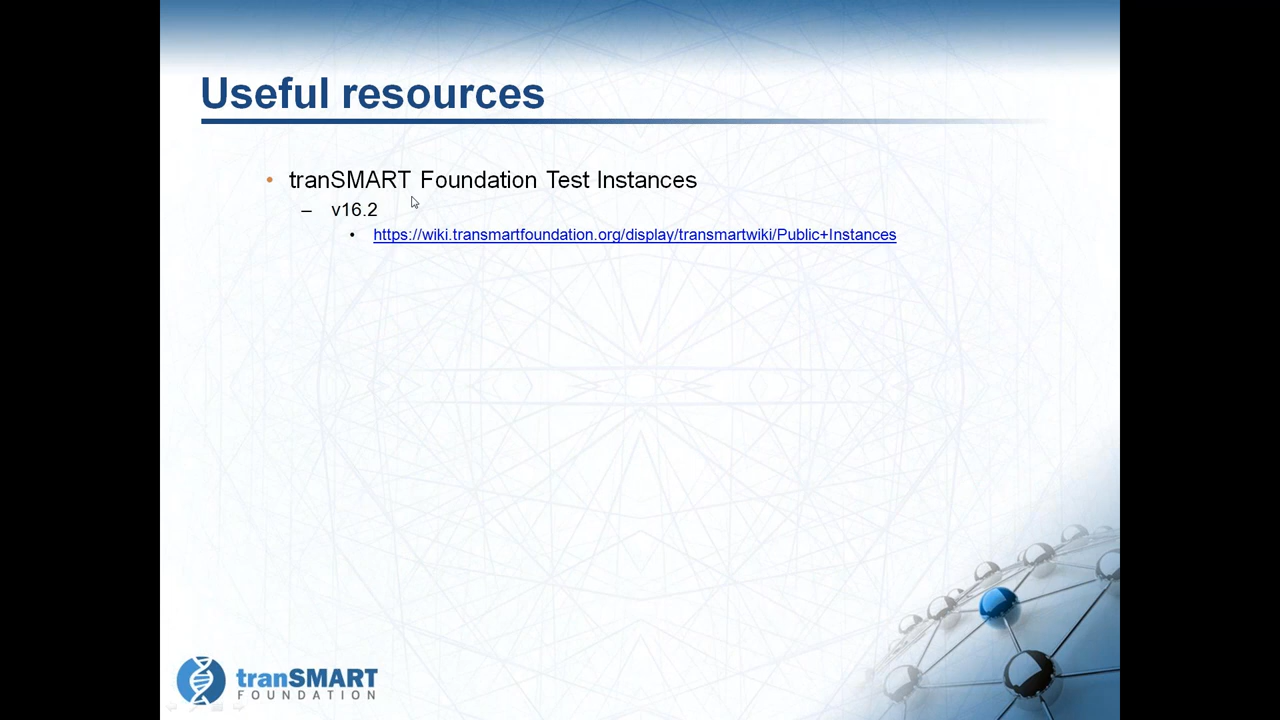 Useful resources
• tranSMART Foundation Test Instances
– v16.2
• https://wiki.transmartfoundation.org/display/transmartwiki/Public+Instances
tranSMART
FOUNDATION